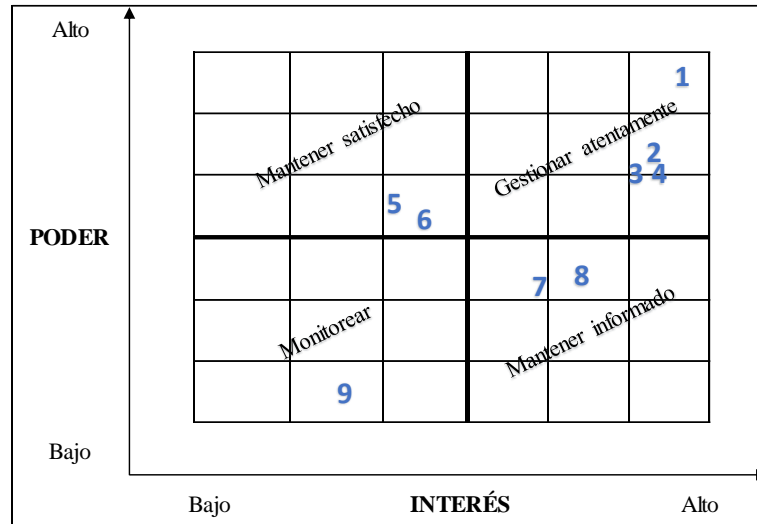 Alto
1
Mantener satisfecho
Gestionar atentamente
2
3 4
5
6
PODER
7
8
Monitorear
Mantener informado
9
Bajo
Bajo
INTERÉS
Alto